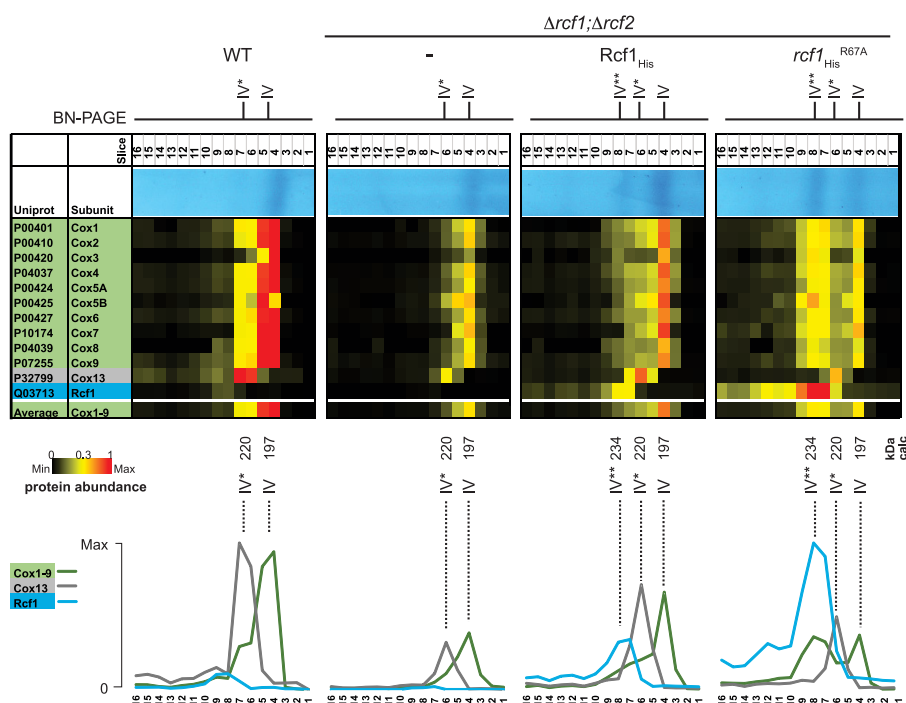 Δrcf1;Δrcf2
WT
-
Rcf1His
rcf1His R67A
IV* IV
IV* IV
IV** IV* IV
IV** IV* IV
BN-PAGE
Slice
16 15 14 13 12 11 10 9 8 7 6 5 4 3 2 1
16 15 14 13 12 11 10 9 8 7 6 5 4 3 2 1
16 15 14 13 12 11 10 9 8 7 6 5 4 3 2 1
16 15 14 13 12 11 10 9 8 7 6 5 4 3 2 1
Uniprot Subunit
P00401 Cox1
P00410 Cox2
P00420 Cox3
P04037 Cox4
P00424 Cox5A
P00425 Cox5B
P00427 Cox6
P10174 Cox7
P04039 Cox8
P07255 Cox9
P32799 Cox13
Q03713 Rcf1
Average Cox1-9
0 0.3 1
Min Max
protein abundance
IV* 220 IV 197
IV* 220 IV 197
IV** 234 IV* 220 IV 197
IV** 234 IV* 220 IV 197
kDa
calc
Max
0
Cox1-9
Cox13
Rcf1
16 15 14 13 12 11 10 9 8 7 6 5 4 3 2 1
16 15 14 13 12 11 10 9 8 7 6 5 4 3 2 1
16 15 14 13 12 11 10 9 8 7 6 5 4 3 2 1
16 15 14 13 12 11 10 9 8 7 6 5 4 3 2 1